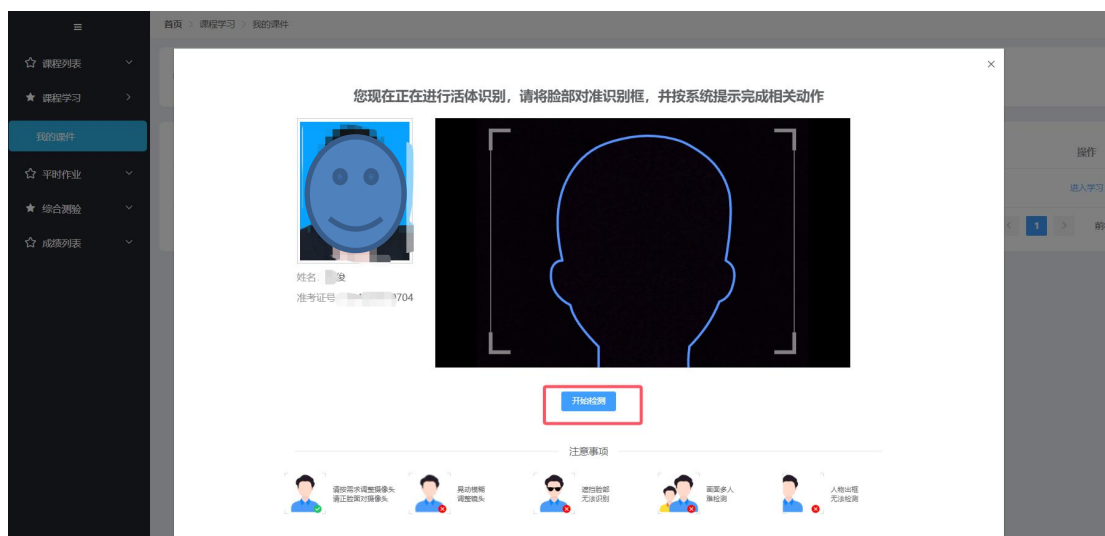 首页 > 课程学习 > 我的课件
课程列表
课程学习
我的课件
平时作业
综合测验
成绩列表
您现在正在进行活体识别，请将脸部对准识别框，并按系统提示完成相关动作
姓名： 俊
准考证号 0704
操作
进入学习
1
前
开始检测
注意事项
请按需求调整摄像头
请正脸面对摄像头
晃动模糊
调整镜头
遮挡脸部
无法识别
画面多人
难检测
人物出框
无法检测